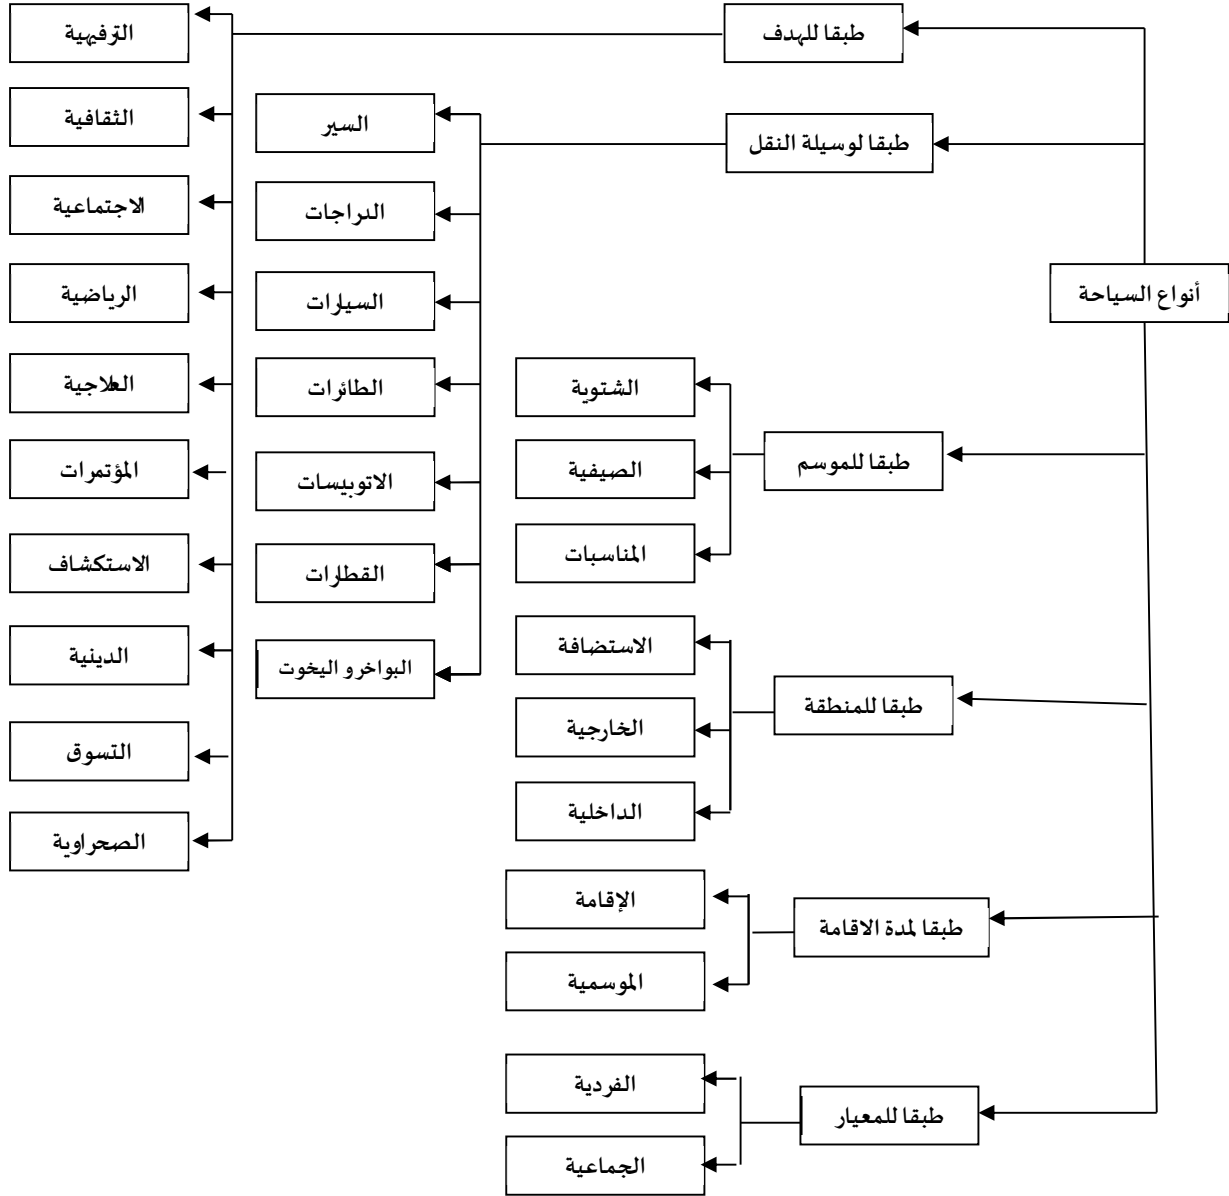 أنواع السياحة
طبقا للهدف
الترفيهية
الثقافية
الاجتماعية
الرياضية
العلاجية
المؤتمرات
الاستكشاف
الدينية
التسوق
الصحراوية
طبقا لوسيلة النقل
السير
الدراجات
السيارات
الطائرات
الاتوبيسات
القطارات
البواخر و اليخوت
طبقا للموسم
الشتوية
الصيفية
المناسبات
طبقا للمنطقة
الاستضافة
الخارجية
الداخلية
طبقا لمدة الاقامة
الإقامة
الموسمية
طبقا للمعيار
الفردية
الجماعية